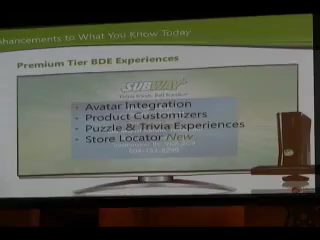 nhancements to What You Know Today
Premium Tier BDE Experiences
SUBWAY
- Avatar Integration
- Product Customizers
- Puzzle & Trivia Experiences
- Store Locator New